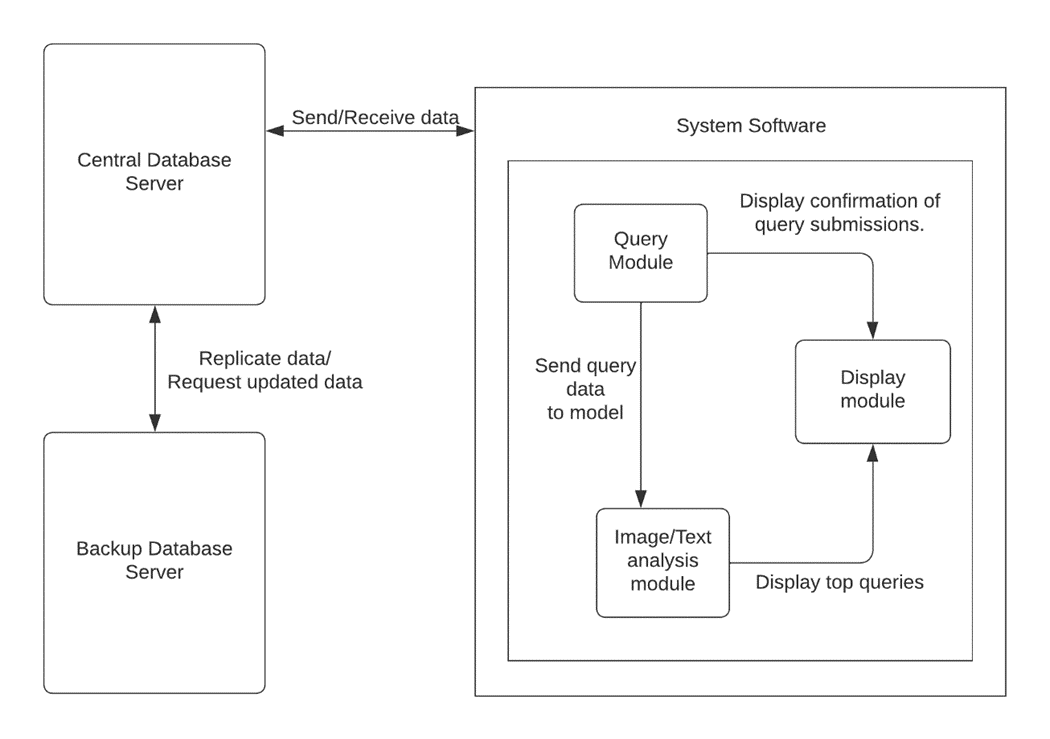 Central Database
Server
Send/Receive data
Replicate data/
Request updated data
Backup Database
Server
System Software
Query
Module
Display confirmation of
query submissions.
Send query
data
to model
Display
module
Image/Text
analysis
module
Display top queries